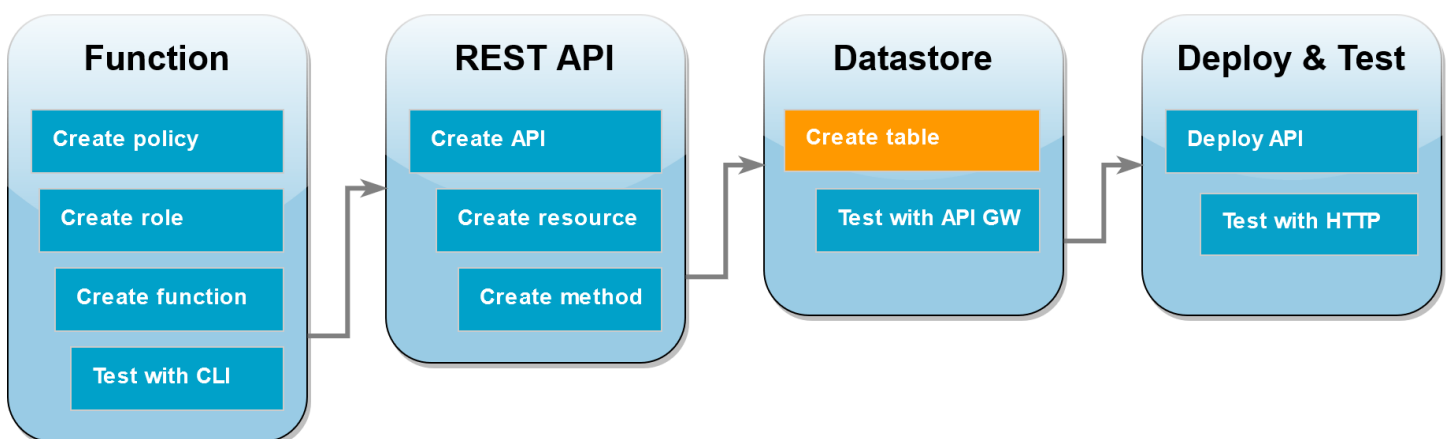 Function
Create policy
Create role
Create function
Test with CLI
REST API
Create API
Create resource
Create method
Datastore
Create table
Test with API GW
Deploy & Test
Deploy API
Test with HTTP